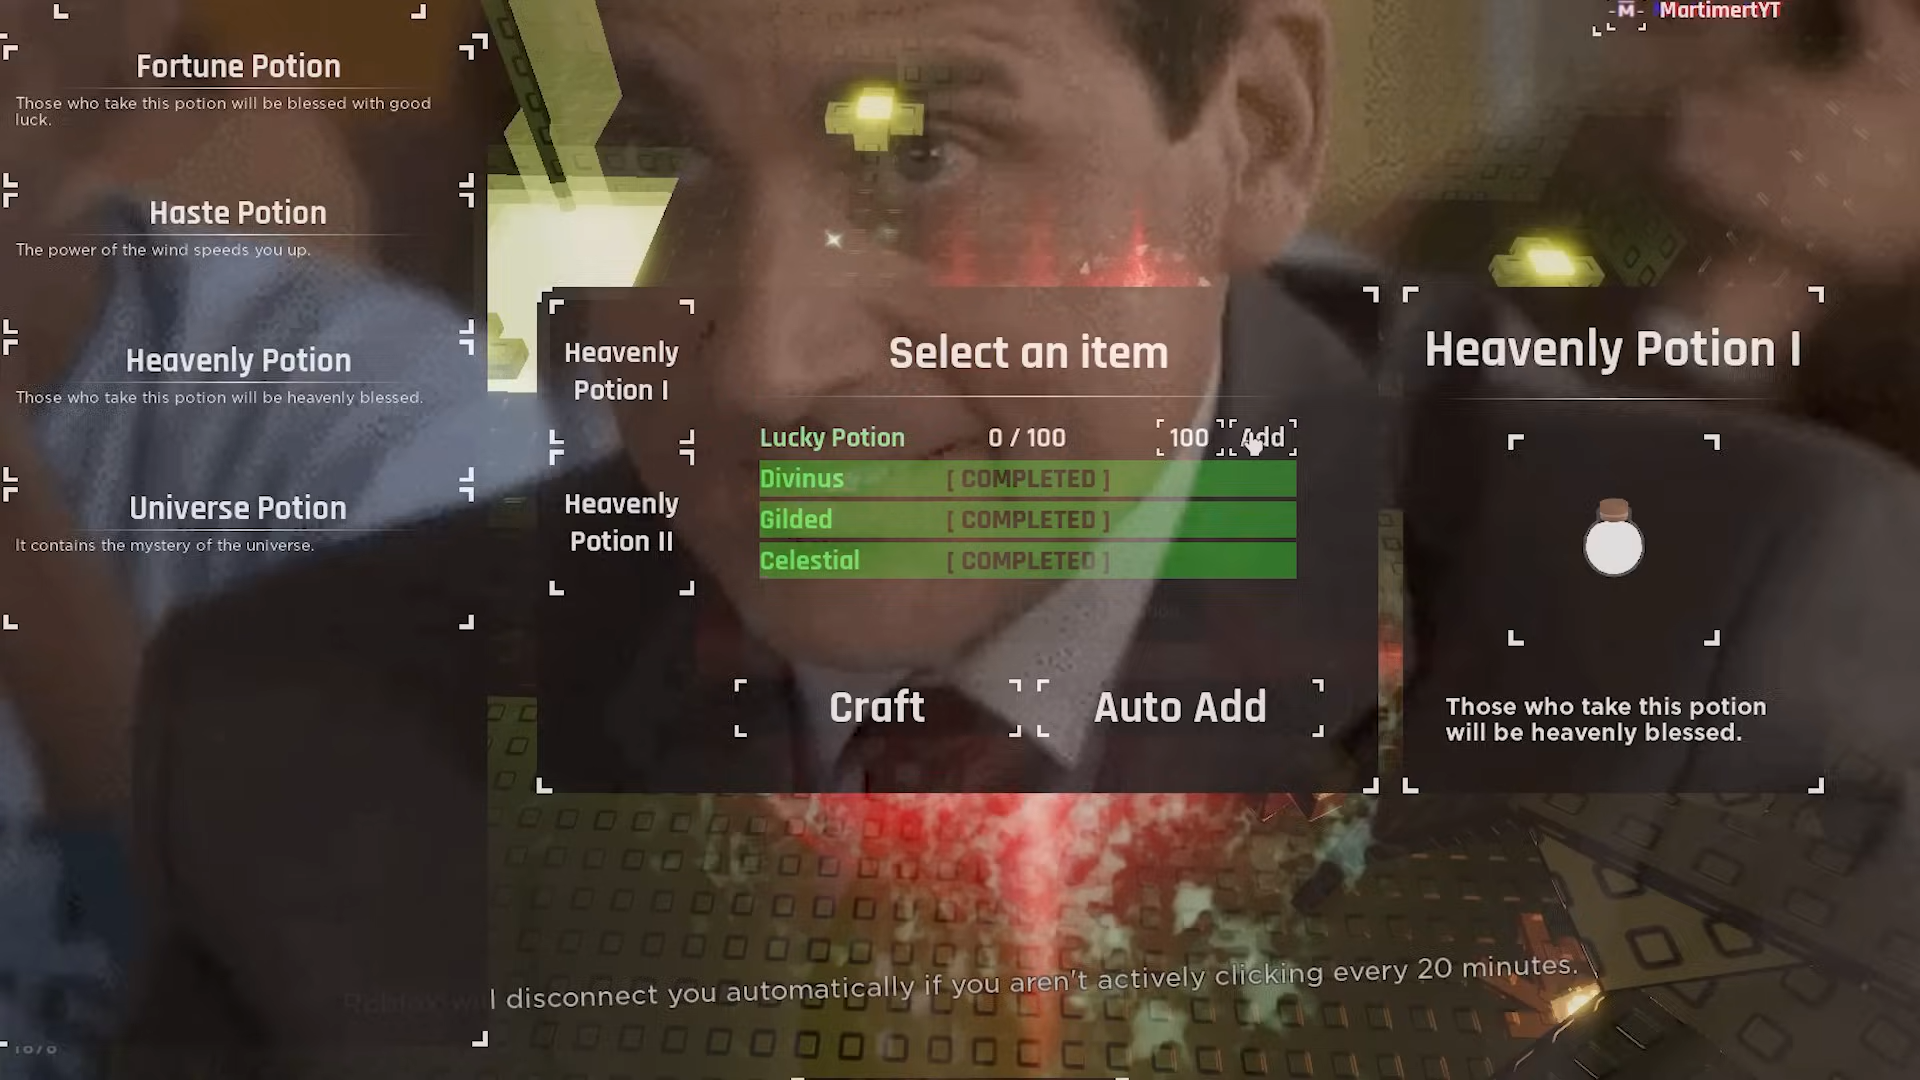 -M- MartimertYT
Fortune Potion
Those who take this potion will be blessed with good
luck.
Haste Potion
The power of the wind speeds you up.
Heavenly Potion
Those who take this potion will be heavenly blessed.
Universe Potion
It contains the mystery of the universe.
Heavenly
Potion I
Heavenly
Potion II
Select an item
Lucky Potion 0 / 100 100 Add
Divinus [ COMPLETED ]
Gilded [ COMPLETED ]
Celestial [ COMPLETED ]
Craft Auto Add
Heavenly Potion I
Those who take this potion
will be heavenly blessed.
Roblox will disconnect you automatically if you aren't actively clicking every 20 minutes.